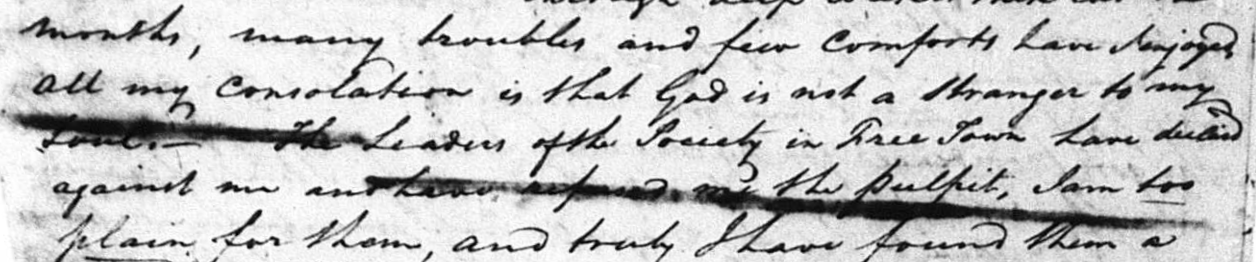 months, many troubles and few comforts have I enjoyed
all my consolation is that God is not a stranger to my
Soul. — The Leaders of the Society in Free Town have decided
against me and have refused me the pulpit, I am too
plain for them, and truly I have found them a